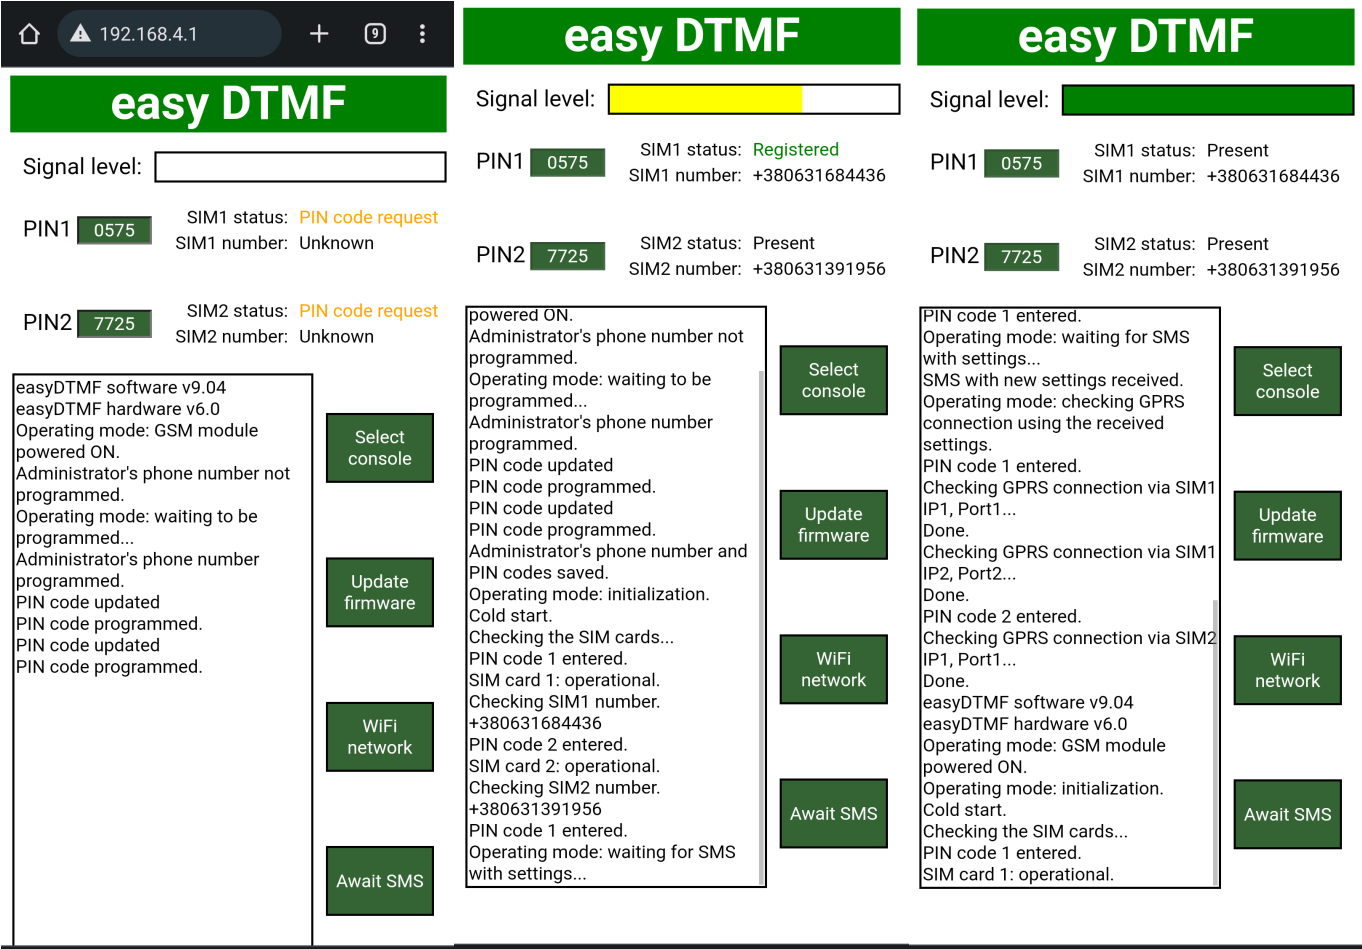 192.168.4.1
9
easy DTMF
Signal level:
PIN1 0575
SIM1 status: PIN code request
SIM1 number: Unknown
PIN2 7725
SIM2 status: PIN code request
SIM2 number: Unknown
easyDTMF software v9.04
easyDTMF hardware v6.0
Operating mode: GSM module
powered ON.
Administrator's phone number not
programmed.
Operating mode: waiting to be
programmed...
Administrator's phone number
programmed.
PIN code updated
PIN code programmed.
PIN code updated
PIN code programmed.
Select
console
Update
firmware
WiFi
network
Await SMS
easy DTMF
Signal level:
PIN1 0575
SIM1 status: Registered
SIM1 number: +380631684436
PIN2 7725
SIM2 status: Present
SIM2 number: +380631391956
powered ON.
Administrator's phone number not
programmed.
Operating mode: waiting to be
programmed...
Administrator's phone number
programmed.
PIN code updated
PIN code programmed.
PIN code updated
PIN code programmed.
Administrator's phone number and
PIN codes saved.
Operating mode: initialization.
Cold start.
Checking the SIM cards...
PIN code 1 entered.
SIM card 1: operational.
Checking SIM1 number.
+380631684436
PIN code 2 entered.
SIM card 2: operational.
Checking SIM2 number.
+380631391956
PIN code 1 entered.
Operating mode: waiting for SMS
with settings...
Select
console
Update
firmware
WiFi
network
Await SMS
easy DTMF
Signal level:
PIN1 0575
SIM1 status: Present
SIM1 number: +380631684436
PIN2 7725
SIM2 status: Present
SIM2 number: +380631391956
PIN code 1 entered.
Operating mode: waiting for SMS
with settings...
SMS with new settings received.
Operating mode: checking GPRS
connection using the received
settings.
PIN code 1 entered.
Checking GPRS connection via SIM1
IP1, Port1...
Done.
Checking GPRS connection via SIM1
IP2, Port2...
Done.
PIN code 2 entered.
Checking GPRS connection via SIM2
IP1, Port1...
Done.
easyDTMF software v9.04
easyDTMF hardware v6.0
Operating mode: GSM module
powered ON.
Operating mode: initialization.
Cold start.
Checking the SIM cards...
PIN code 1 entered.
SIM card 1: operational.
Select
console
Update
firmware
WiFi
network
Await SMS